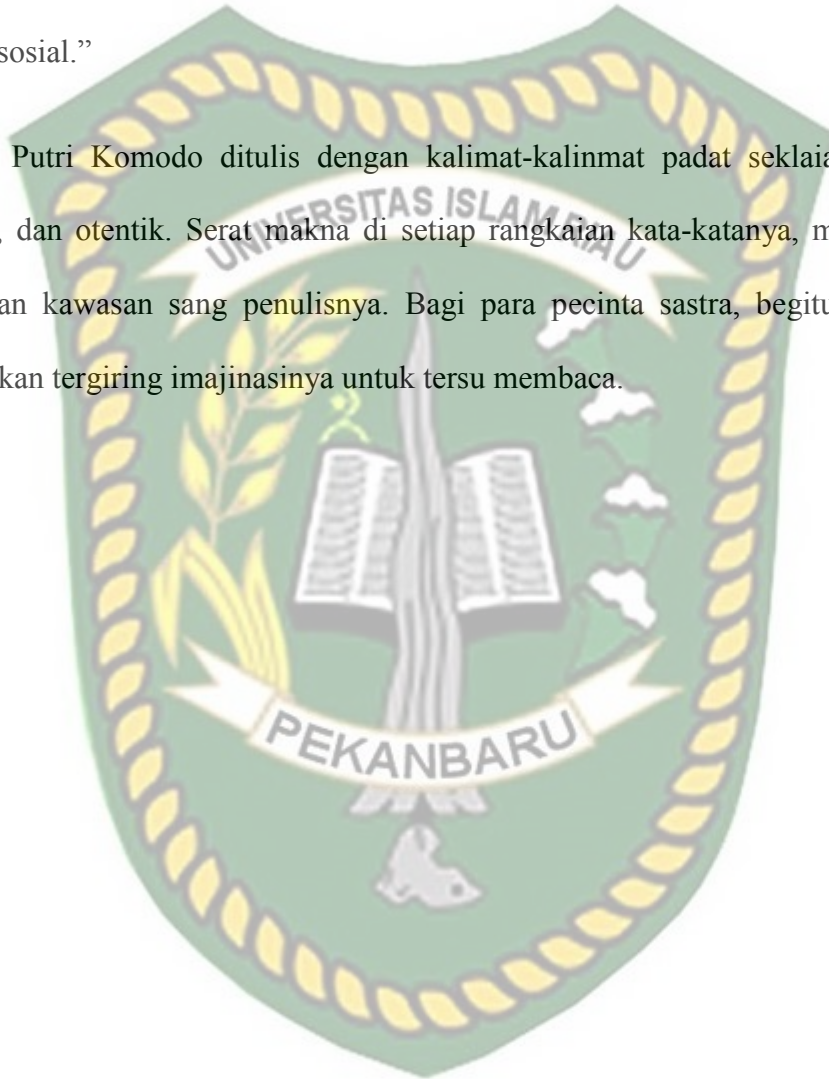 sosial.”
Putri Komodo ditulis dengan kalimat-kalinmat padat seklaia
, dan otentik. Serat makna di setiap rangkaian kata-katanya, m
an kawasan sang penulisnya. Bagi para pecinta sastra, begitu
kan tergiring imajinasinya untuk tersu membaca.
UNIVERSITAS ISLAM RIAU
PEKANBARU